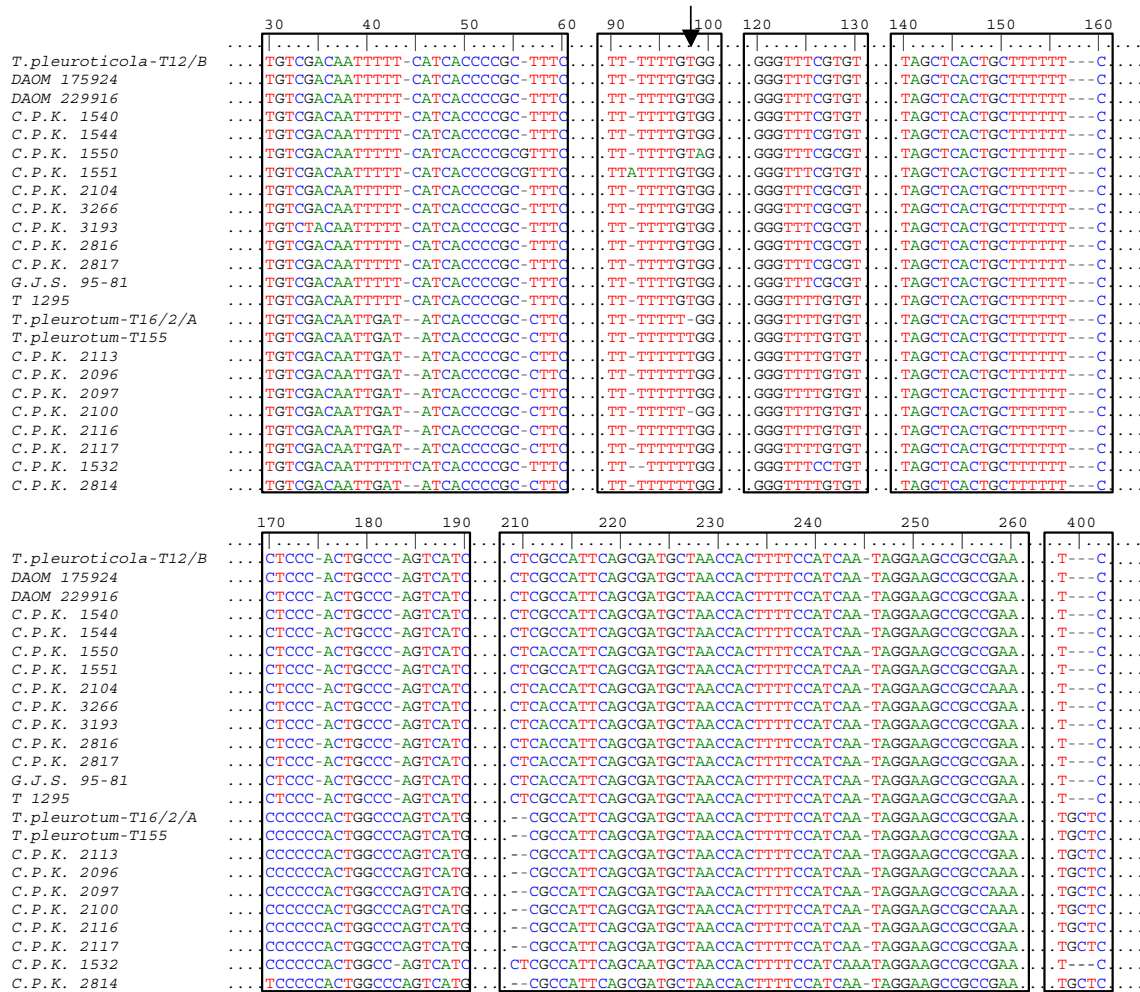 30 40 50 60 90 100 120 130 140 150 160
T.pleuroticola-T12/B ....TGTCGACAATTTTT-CATCACCCCGC-TTTC....TT-TTTTGTGG....GGGTTTCGTGT....TAGCTCACTGCTTTTTT---C....
DAOM 175924 ....TGTCGACAATTTTT-CATCACCCCGC-TTTC....TT-TTTTGTGG....GGGTTTCGTGT....TAGCTCACTGCTTTTTT---C....
DAOM 229916 ....TGTCGACAATTTTT-CATCACCCCGC-TTTC....TT-TTTTGTGG....GGGTTTCGTGT....TAGCTCACTGCTTTTTT---C....
C.P.K. 1540 ....TGTCGACAATTTTT-CATCACCCCGC-TTTC....TT-TTTTGTGG....GGGTTTCGTGT....TAGCTCACTGCTTTTTT---C....
C.P.K. 1544 ....TGTCGACAATTTTT-CATCACCCCGC-TTTC....TT-TTTTGTGG....GGGTTTCGTGT....TAGCTCACTGCTTTTTT---C....
C.P.K. 1550 ....TGTCGACAATTTTT-CATCACCCCGCGTTTC....TT-TTTTGTAG....GGGTTTCGCGT....TAGCTCACTGCTTTTTT---C....
C.P.K. 1551 ....TGTCGACAATTTTT-CATCACCCCGCGTTTC....TTATTTTGTGG....GGGTTTCGTGT....TAGCTCACTGCTTTTTT---C....
C.P.K. 2104 ....TGTCGACAATTTTT-CATCACCCCGC-TTTC....TT-TTTTGTGG....GGGTTTCGCGT....TAGCTCACTGCTTTTTT---C....
C.P.K. 3266 ....TGTCGACAATTTTT-CATCACCCCGC-TTTC....TT-TTTTGTGG....GGGTTTCGCGT....TAGCTCACTGCTTTTTT---C....
C.P.K. 3193 ....TGTCTACAATTTTT-CATCACCCCGC-TTTC....TT-TTTTGTGG....GGGTTTCGCGT....TAGCTCACTGCTTTTTT---C....
C.P.K. 2816 ....TGTCGACAATTTTT-CATCACCCCGC-TTTC....TT-TTTTGTGG....GGGTTTCGCGT....TAGCTCACTGCTTTTTT---C....
C.P.K. 2817 ....TGTCGACAATTTTT-CATCACCCCGC-TTTC....TT-TTTTGTGG....GGGTTTCGCGT....TAGCTCACTGCTTTTTT---C....
G.J.S. 95-81 ....TGTCGACAATTTTT-CATCACCCCGC-TTTC....TT-TTTTGTGG....GGGTTTCGCGT....TAGCTCACTGCTTTTTT---C....
T 1295 ....TGTCGACAATTTTT-CATCACCCCGC-TTTC....TT-TTTTGTGG....GGGTTTTGTGT....TAGCTCACTGCTTTTTT---C....
T.pleurotum-T16/2/A ....TGTCGACAATTGAT--ATCACCCCGC-CTTC....TT-TTTTT-GG....GGGTTTTGTGT....TAGCTCACTGCTTTTTT---C....
T.pleurotum-T155 ....TGTCGACAATTGAT--ATCACCCCGC-CTTC....TT-TTTTTTGG....GGGTTTTGTGT....TAGCTCACTGCTTTTTT---C....
C.P.K. 2113 ....TGTCGACAATTGAT--ATCACCCCGC-CTTC....TT-TTTTTTGG....GGGTTTTGTGT....TAGCTCACTGCTTTTTT---C....
C.P.K. 2096 ....TGTCGACAATTGAT--ATCACCCCGC-CTTC....TT-TTTTTTGG....GGGTTTTGTGT....TAGCTCACTGCTTTTTT---C....
C.P.K. 2097 ....TGTCGACAATTGAT--ATCACCCCGC-CTTC....TT-TTTTTTGG....GGGTTTTGTGT....TAGCTCACTGCTTTTTT---C....
C.P.K. 2100 ....TGTCGACAATTGAT--ATCACCCCGC-CTTC....TT-TTTTT-GG....GGGTTTTGTGT....TAGCTCACTGCTTTTTT---C....
C.P.K. 2116 ....TGTCGACAATTGAT--ATCACCCCGC-CTTC....TT-TTTTTTGG....GGGTTTTGTGT....TAGCTCACTGCTTTTTT---C....
C.P.K. 2117 ....TGTCGACAATTGAT--ATCACCCCGC-CTTC....TT-TTTTTTGG....GGGTTTTGTGT....TAGCTCACTGCTTTTTT---C....
C.P.K. 1532 ....TGTCGACAATTTTTTCATCACCCCGC-TTTC....TT--TTTTTGG....GGGTTTCCTGT....TAGCTCACTGCTTTTTT---C....
C.P.K. 2814 ....TGTCGACAATTGAT--ATCACCCCGC-CTTC....TT-TTTTTTGG....GGGTTTTGTGT....TAGCTCACTGCTTTTTT---C....
170 180 190 210 220 230 240 250 260 400
T.pleuroticola-T12/B ....CTCCC-ACTGCCC-AGTCATC....CTCGCCATTCAGCGATGCTAACCACTTTTCCATCAA-TAGGAAGCCGCCGAA....T---C....
DAOM 175924 ....CTCCC-ACTGCCC-AGTCATC....CTCGCCATTCAGCGATGCTAACCACTTTTCCATCAA-TAGGAAGCCGCCGAA....T---C....
DAOM 229916 ....CTCCC-ACTGCCC-AGTCATC....CTCGCCATTCAGCGATGCTAACCACTTTTCCATCAA-TAGGAAGCCGCCGAA....T---C....
C.P.K. 1540 ....CTCCC-ACTGCCC-AGTCATC....CTCGCCATTCAGCGATGCTAACCACTTTTCCATCAA-TAGGAAGCCGCCGAA....T---C....
C.P.K. 1544 ....CTCCC-ACTGCCC-AGTCATC....CTCGCCATTCAGCGATGCTAACCACTTTTCCATCAA-TAGGAAGCCGCCGAA....T---C....
C.P.K. 1550 ....CTCCC-ACTGCCC-AGTCATC....CTCACCATTCAGCGATGCTAACCACTTTTCCATCAA-TAGGAAGCCGCCGAA....T---C....
C.P.K. 1551 ....CTCCC-ACTGCCC-AGTCATC....CTCGCCATTCAGCGATGCTAACCACTTTTCCATCAA-TAGGAAGCCGCCGAA....T---C....
C.P.K. 2104 ....CTCCC-ACTGCCC-AGTCATC....CTCACCATTCAGCGATGCTAACCACTTTTCCATCAA-TAGGAAGCCGCCAAA....T---C....
C.P.K. 3266 ....CTCCC-ACTGCCC-AGTCATC....CTCACCATTCAGCGATGCTAACCACTTTTCCATCAA-TAGGAAGCCGCCGAA....T---C....
C.P.K. 3193 ....CTCCC-ACTGCCC-AGTCATC....CTCACCATTCAGCGATGCTAACCACTTTTCCATCAA-TAGGAAGCCGCCGAA....T---C....
C.P.K. 2816 ....CTCCC-ACTGCCC-AGTCATC....CTCACCATTCAGCGATGCTAACCACTTTTCCATCAA-TAGGAAGCCGCCGAA....T---C....
C.P.K. 2817 ....CTCCC-ACTGCCC-AGTCATC....CTCACCATTCAGCGATGCTAACCACTTTTCCATCAA-TAGGAAGCCGCCGAA....T---C....
G.J.S. 95-81 ....CTCCC-ACTGCCC-AGTCATC....CTCACCATTCAGCGATGCTAACCACTTTTCCATCAA-TAGGAAGCCGCCGAA....T---C....
T 1295 ....CTCCC-ACTGCCC-AGTCATC....CTCGCCATTCAGCGATGCTAACCACTTTTCCATCAA-TAGGAAGCCGCCGAA....T---C....
T.pleurotum-T16/2/A ....CCCCCCACTGGCCCAGTCATG....--CGCCATTCAGCGATGCTAACCACTTTTCCATCAA-TAGGAAGCCGCCGAA....TGCTC....
T.pleurotum-T155 ....CCCCCCACTGGCCCAGTCATG....--CGCCATTCAGCGATGCTAACCACTTTTCCATCAA-TAGGAAGCCGCCGAA....TGCTC....
C.P.K. 2113 ....CCCCCCACTGGCCCAGTCATG....--CGCCATTCAGCGATGCTAACCACTTTTCCATCAA-TAGGAAGCCGCCGAA....TGCTC....
C.P.K. 2096 ....CCCCCCACTGGCCCAGTCATG....--CGCCATTCAGCGATGCTAACCACTTTTCCATCAA-TAGGAAGCCGCCAAA....TGCTC....
C.P.K. 2097 ....CCCCCCACTGGCCCAGTCATG....--CGCCATTCAGCGATGCTAACCACTTTTCCATCAA-TAGGAAGCCGCCGAA....TGCTC....
C.P.K. 2100 ....CCCCCCACTGGCCCAGTCATG....--CGCCATTCAGCGATGCTAACCACTTTTCCATCAA-TAGGAAGCCGCCAAA....TGCTC....
C.P.K. 2116 ....CCCCCCACTGGCCCAGTCATG....--CGCCATTCAGCGATGCTAACCACTTTTCCATCAA-TAGGAAGCCGCCGAA....TGCTC....
C.P.K. 2117 ....CCCCCCACTGGCCCAGTCATG....--CGCCATTCAGCGATGCTAACCACTTTTCCATCAA-TAGGAAGCCGCCGAA....TGCTC....
C.P.K. 1532 ....CCCCCCACTGGCC-AGTCATG....CTCGCCATTCAGCAATGCTAACCACTTTTCCATCAAATAGGAAGCCGCCGAA....T---C....
C.P.K. 2814 ....TCCCCCACTGGCCCAGTCATG....--CGCCATTCAGCGATGCTAACCACTTTTCCATCAA-TAGGAAGCCGCCGAA....TGCTC....